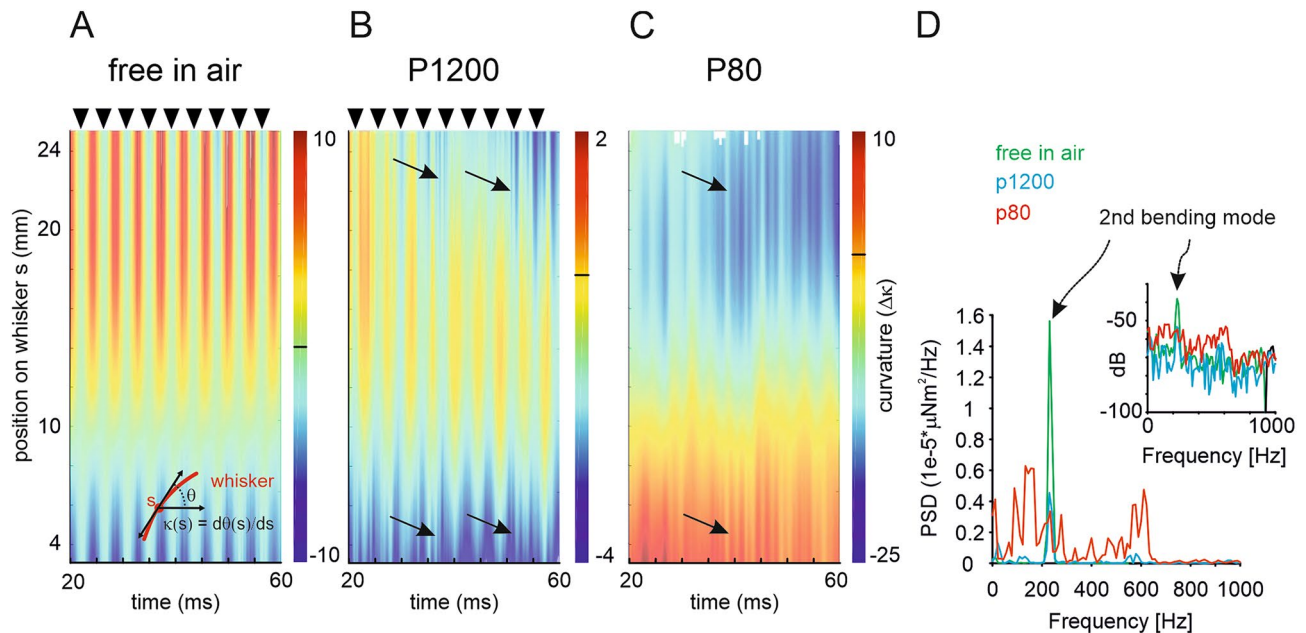 A
free in air
B
P1200
C
P80
D
position on whisker s (mm)
24
20
10
4
20
60
time (ms)
s
θ
whisker
κ(s) = dθ(s)/ds
10
-10
20
60
time (ms)
2
-4
20
60
time (ms)
10
-25
curvature (Δκ)
free in air
p1200
p80
2nd bending mode
PSD (1e-5*μNm²/Hz)
1.6
1.4
1.2
1
0.8
0.6
0.4
0.2
0
0 200 400 600 800 1000
Frequency [Hz]
dB
-50
-100
0 1000
Frequency [Hz]